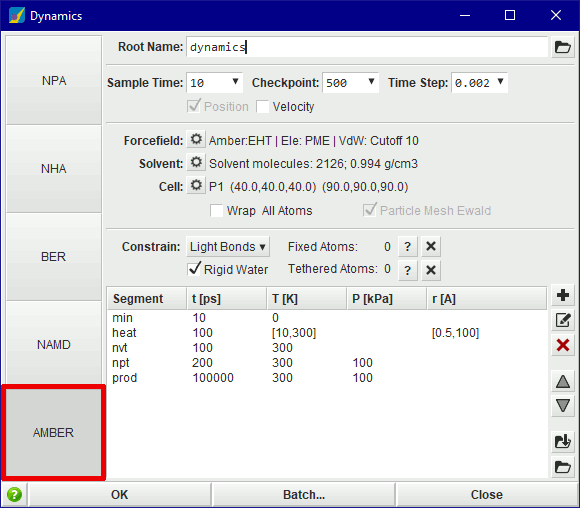 Dynamics
NPA
NHA
BER
NAMD
AMBER
Root Name: dynamics
Sample Time: 10 Checkpoint: 500 Time Step: 0.002
Position Velocity
Forcefield: Amber:EHT | Ele: PME | VdW: Cutoff 10
Solvent: Solvent molecules: 2126; 0.994 g/cm3
Cell: P1 (40.0,40.0,40.0) (90.0,90.0,90.0)
Wrap All Atoms Particle Mesh Ewald
Constrain: Light Bonds Fixed Atoms: 0 ?
Rigid Water Tethered Atoms: 0 ?
Segment t [ps] T [K] P [kPa] r [A]
min 10 0
heat 100 [10,300] [0.5,100]
nvt 100 300
npt 200 300 100
prod 100000 300 100
? OK Batch... Close